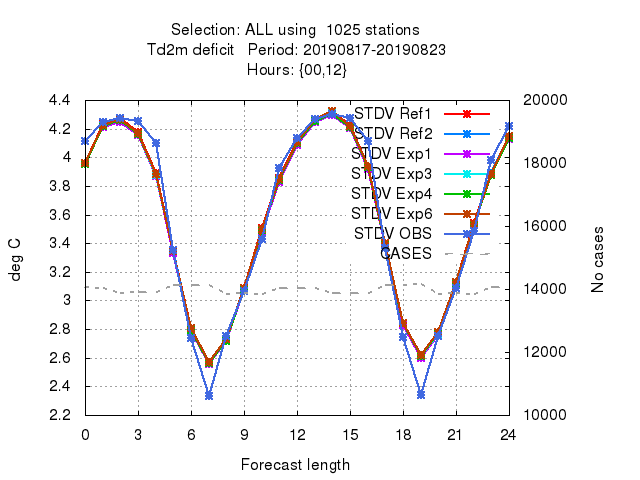 Selection: ALL using  1025 stations
Td2m deficit   Period: 20190817-20190823
Hours: {00,12}
4.4
4.2
4
3.8
3.6
3.4
3.2
3
2.8
2.6
2.4
2.2
deg C
STDV Ref1
STDV Ref2
STDV Exp1
STDV Exp3
STDV Exp4
STDV Exp6
STDV OBS
CASES
20000
18000
16000
14000
12000
10000
No cases
0 3 6 9 12 15 18 21 24
Forecast length